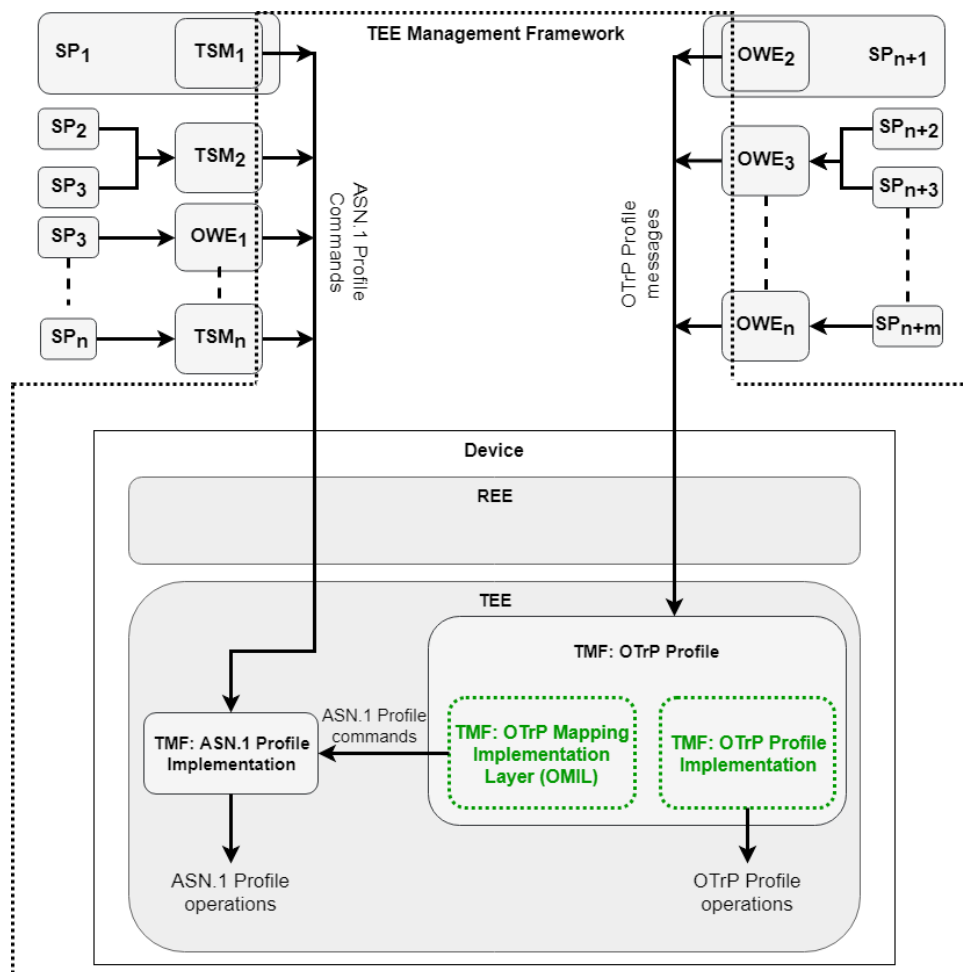 TEE Management Framework
SP1
TSM1
OWE2
SPn+1
SP2
TSM2
OWE3
SPn+2
SP3
SPn+3
SP3
OWE1
ASN.1 Profile
Commands
OTrP Profile
messages
SPn
TSMn
OWEn
SPn+m
Device
REE
TEE
TMF: OTrP Profile
ASN.1 Profile
commands
TMF: ASN.1 Profile
Implementation
TMF: OTrP Mapping
Implementation
Layer (OMIL)
TMF: OTrP Profile
Implementation
ASN.1 Profile
operations
OTrP Profile
operations